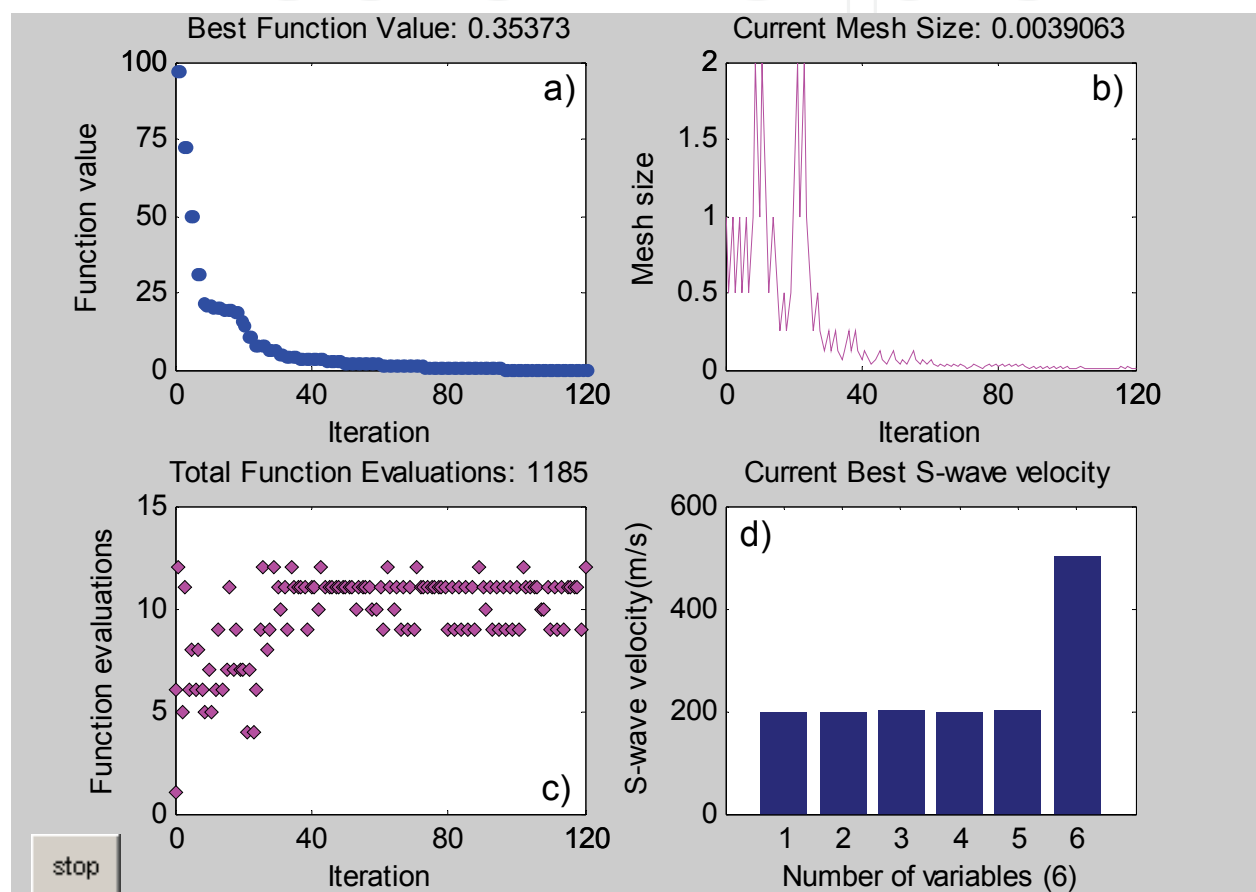 Best Function Value: 0.35373
a)
100
75
50
25
0
0 40 80 120
Function value
Iteration
Current Mesh Size: 0.0039063
b)
2
1.5
1
0.5
0
0 40 80 120
Mesh size
Iteration
Total Function Evaluations: 1185
c)
15
10
5
0
0 40 80 120
Function evaluations
Iteration
Current Best S-wave velocity
d)
600
400
200
0
1 2 3 4 5 6
S-wave velocity(m/s)
Number of variables (6)
stop